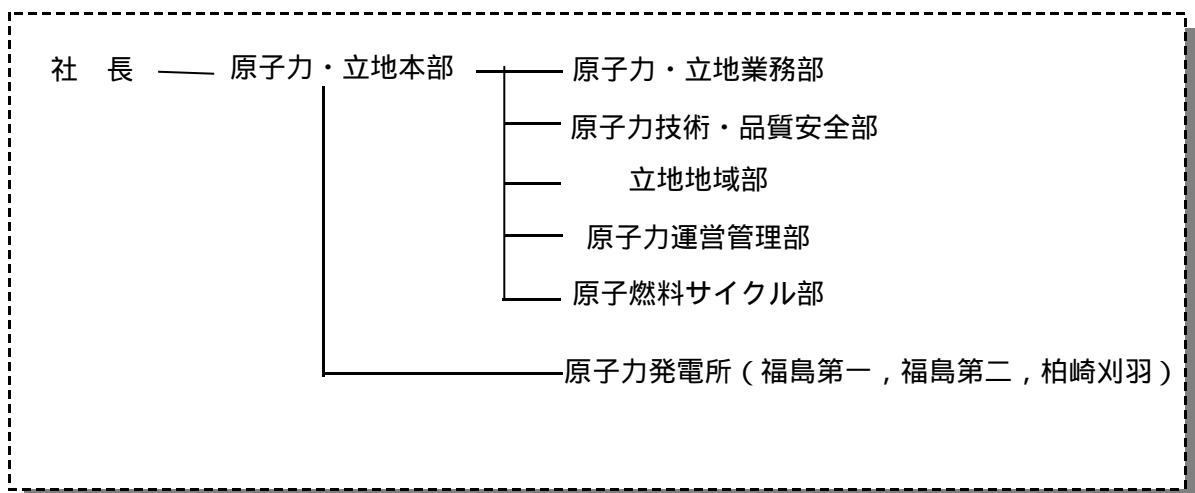 社　長　原子力・立地本部　原子力・立地業務部
原子力技術・品質安全部
立地地域部
原子力運営管理部
原子燃料サイクル部
原子力発電所（福島第一，福島第二，柏崎刈羽）